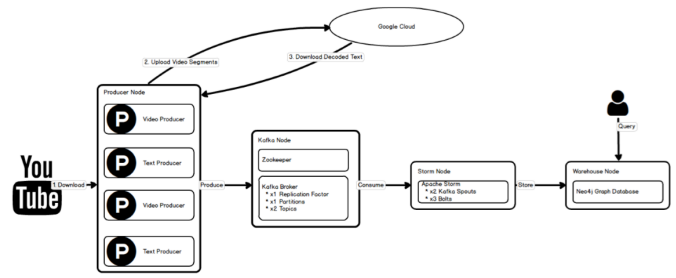 Google Cloud
2. Upload Video Segments
3. Download Decoded Text
Producer Node
P
Video Producer
P
Text Producer
P
Video Producer
P
Text Producer
You
Tube
1. Download
Produce
Kafka Node
Zookeeper
Kafka Broker
* x1 Replication Factor
* x1 Partitions
* x2 Topics
Consume
Storm Node
Apache Storm
* x2 Kafka Spouts
* x3 Bolts
Store
Query
Warehouse Node
Neo4j Graph Database